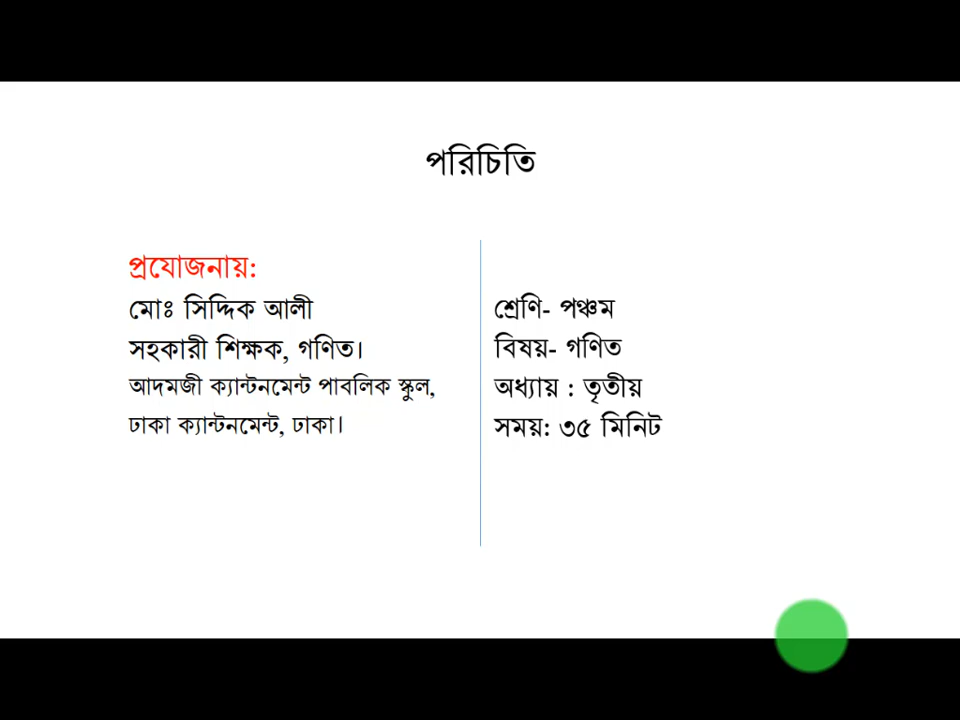 পরিচিতি
প্রযোজনায়:
মোঃ সিদ্দিক আলী
সহকারী শিক্ষক, গণিত।
আদমজী ক্যান্টনমেন্ট পাবলিক স্কুল,
ঢাকা ক্যান্টনমেন্ট, ঢাকা।
শ্রেণি- পঞ্চম
বিষয়- গণিত
অধ্যায় : তৃতীয়
সময়: ৩৫ মিনিট